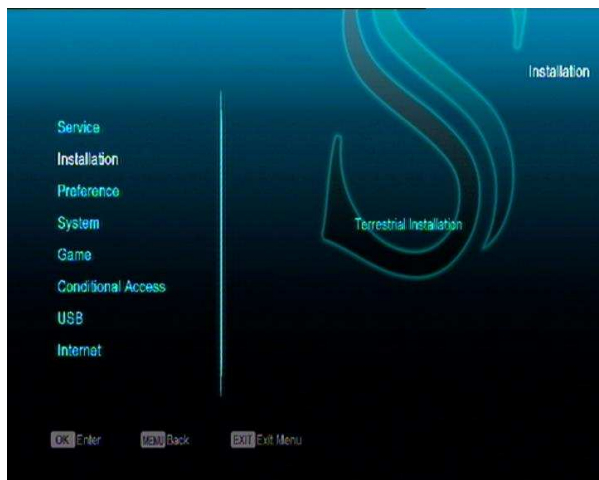 Installation
Service
Installation
Preference
System
Terrestrial Installation
Game
Conditional Access
USB
Internet
OK Enter MENU Back EXIT Exit Menu